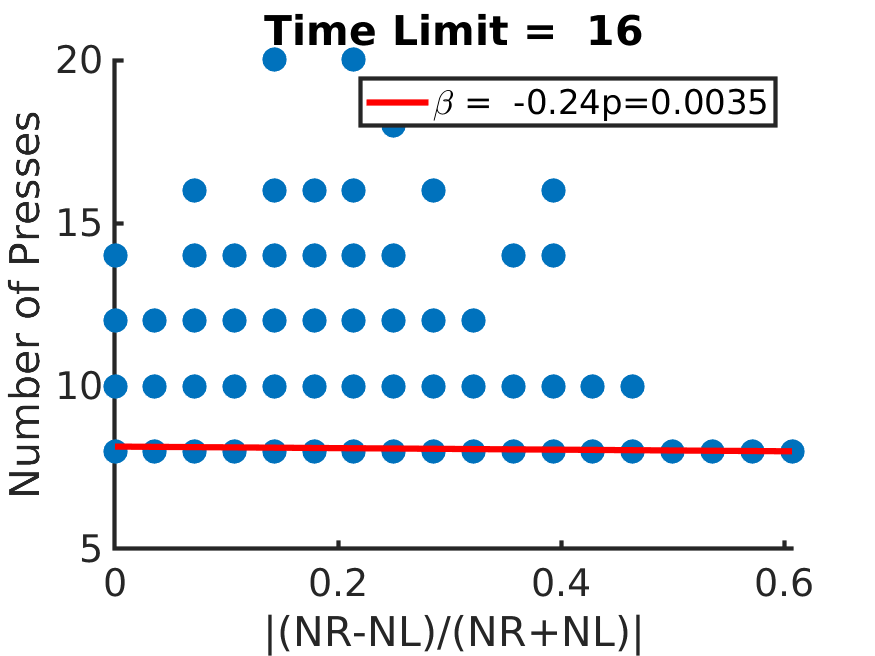 Time Limit =  16
β =  -0.24p=0.0035
Number of Presses
20
15
10
5
0
0.2
0.4
0.6
|(NR-NL)/(NR+NL)|